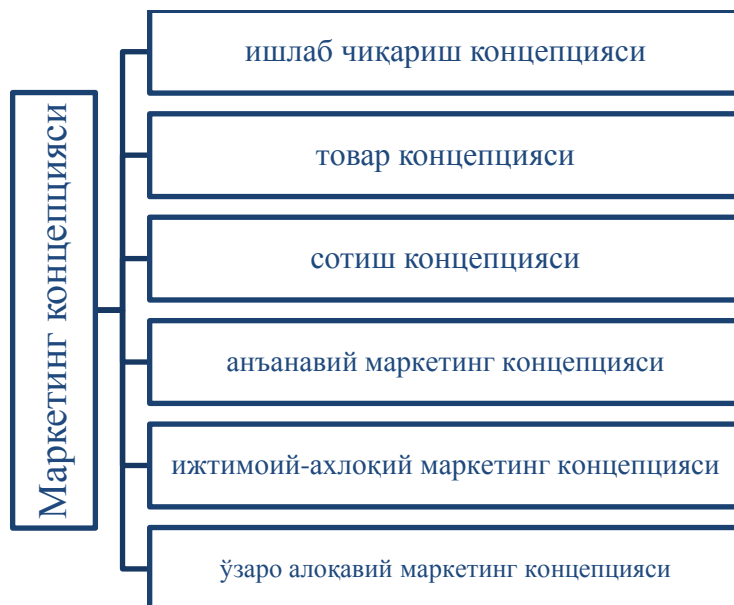 Маркетинг концепцияси
ишлаб чиқариш концепцияси
товар концепцияси
сотиш концепцияси
анъанавий маркетинг концепцияси
ижтимоий-ахлоқий маркетинг концепцияси
ўзаро алоқавий маркетинг концепцияси